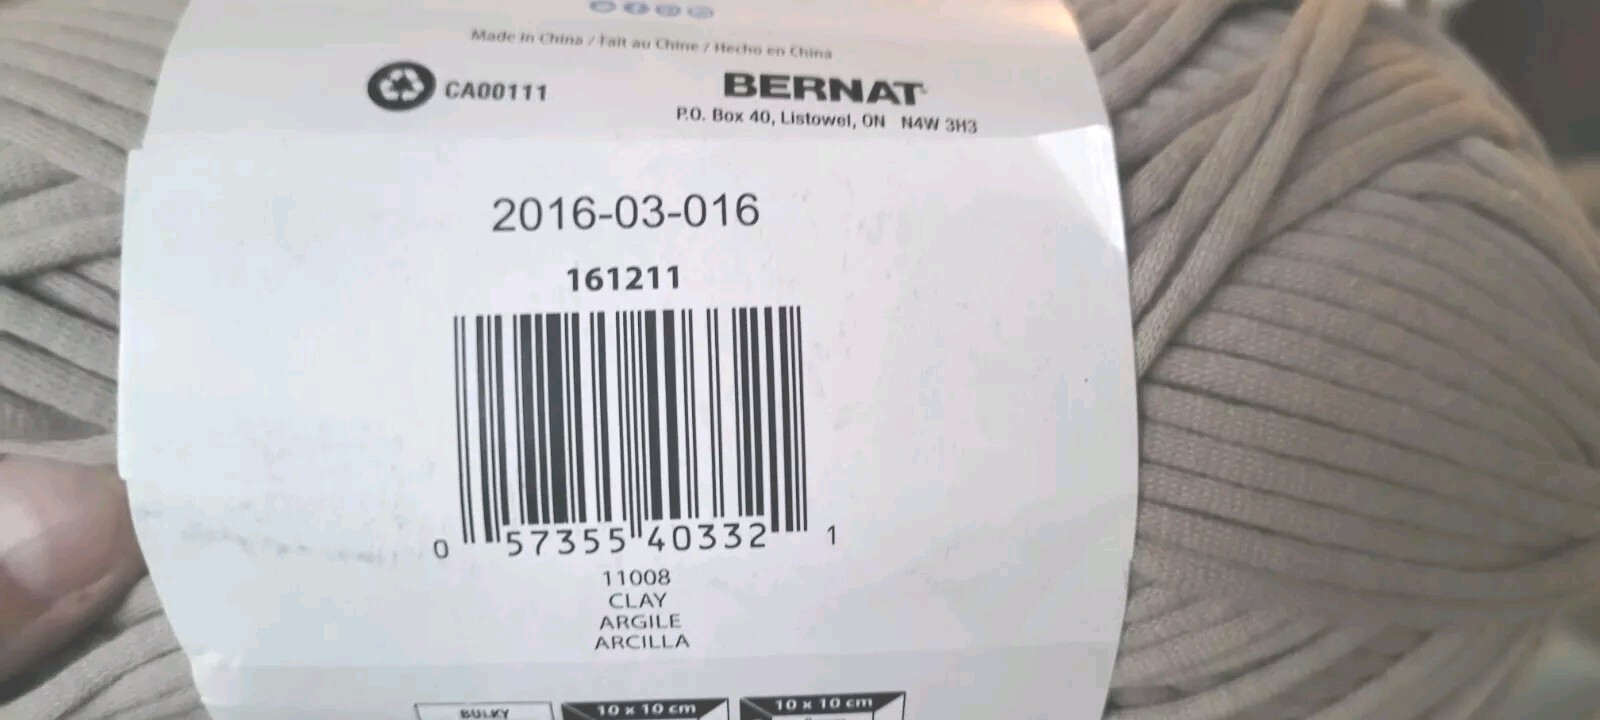 Made in China / Fait au Chine / Hecho en China
CA00111
BERNAT
P.O. Box 40, Listowel, ON N4W 3H3
2016-03-016
161211
0 57355 40332 1
11008
CLAY
ARGILE
ARCILLA
BULKY
10 x 10 cm
10 x 10 cm